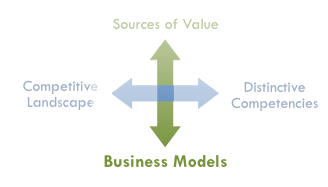 Sources of Value
Competitive
Landscape
Distinctive
Competencies
Business Models